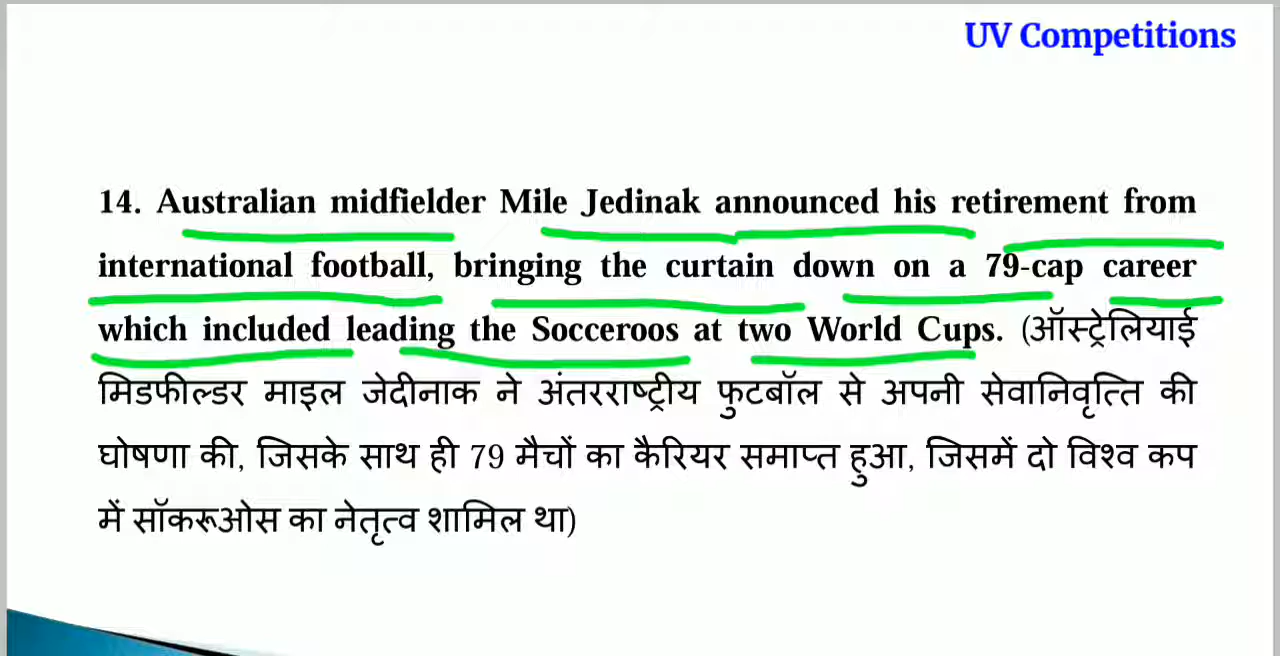 UV Competitions
14. Australian midfielder Mile Jedinak announced his retirement from
international football, bringing the curtain down on a 79-cap career
which included leading the Socceroos at two World Cups. (ऑस्ट्रेलियाई
मिडफील्डर माइल जेदीनाक ने अंतरराष्ट्रीय फुटबॉल से अपनी सेवानिवृत्ति की
घोषणा की, जिसके साथ ही 79 मैचों का कैरियर समाप्त हुआ, जिसमें दो विश्व कप
में सॉकरूओस का नेतृत्व शामिल था)